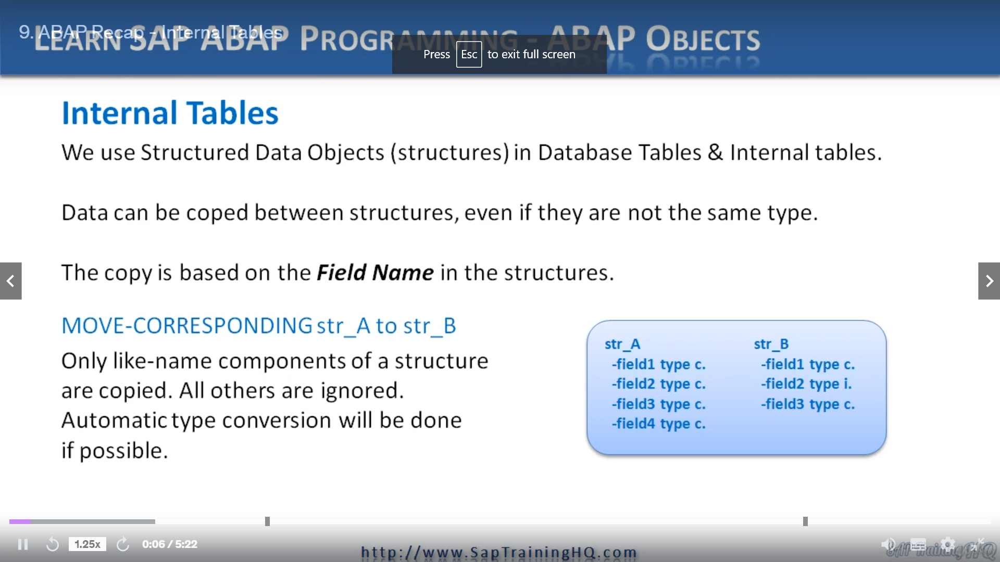 9. ABAP Recap - Internal Tables
LEARN SAP ABAP PROGRAMMING - ABAP OBJECTS
Press Esc to exit full screen
Internal Tables
We use Structured Data Objects (structures) in Database Tables & Internal tables.
Data can be coped between structures, even if they are not the same type.
The copy is based on the Field Name in the structures.
MOVE-CORRESPONDING str_A to str_B
Only like-name components of a structure
are copied. All others are ignored.
Automatic type conversion will be done
if possible.
str_A
-field1 type c.
-field2 type c.
-field3 type c.
-field4 type c.
str_B
-field1 type c.
-field2 type i.
-field3 type c.
1.25x
0:06 / 5:22
http://www.SapTrainingHQ.com
SAP Training HQ